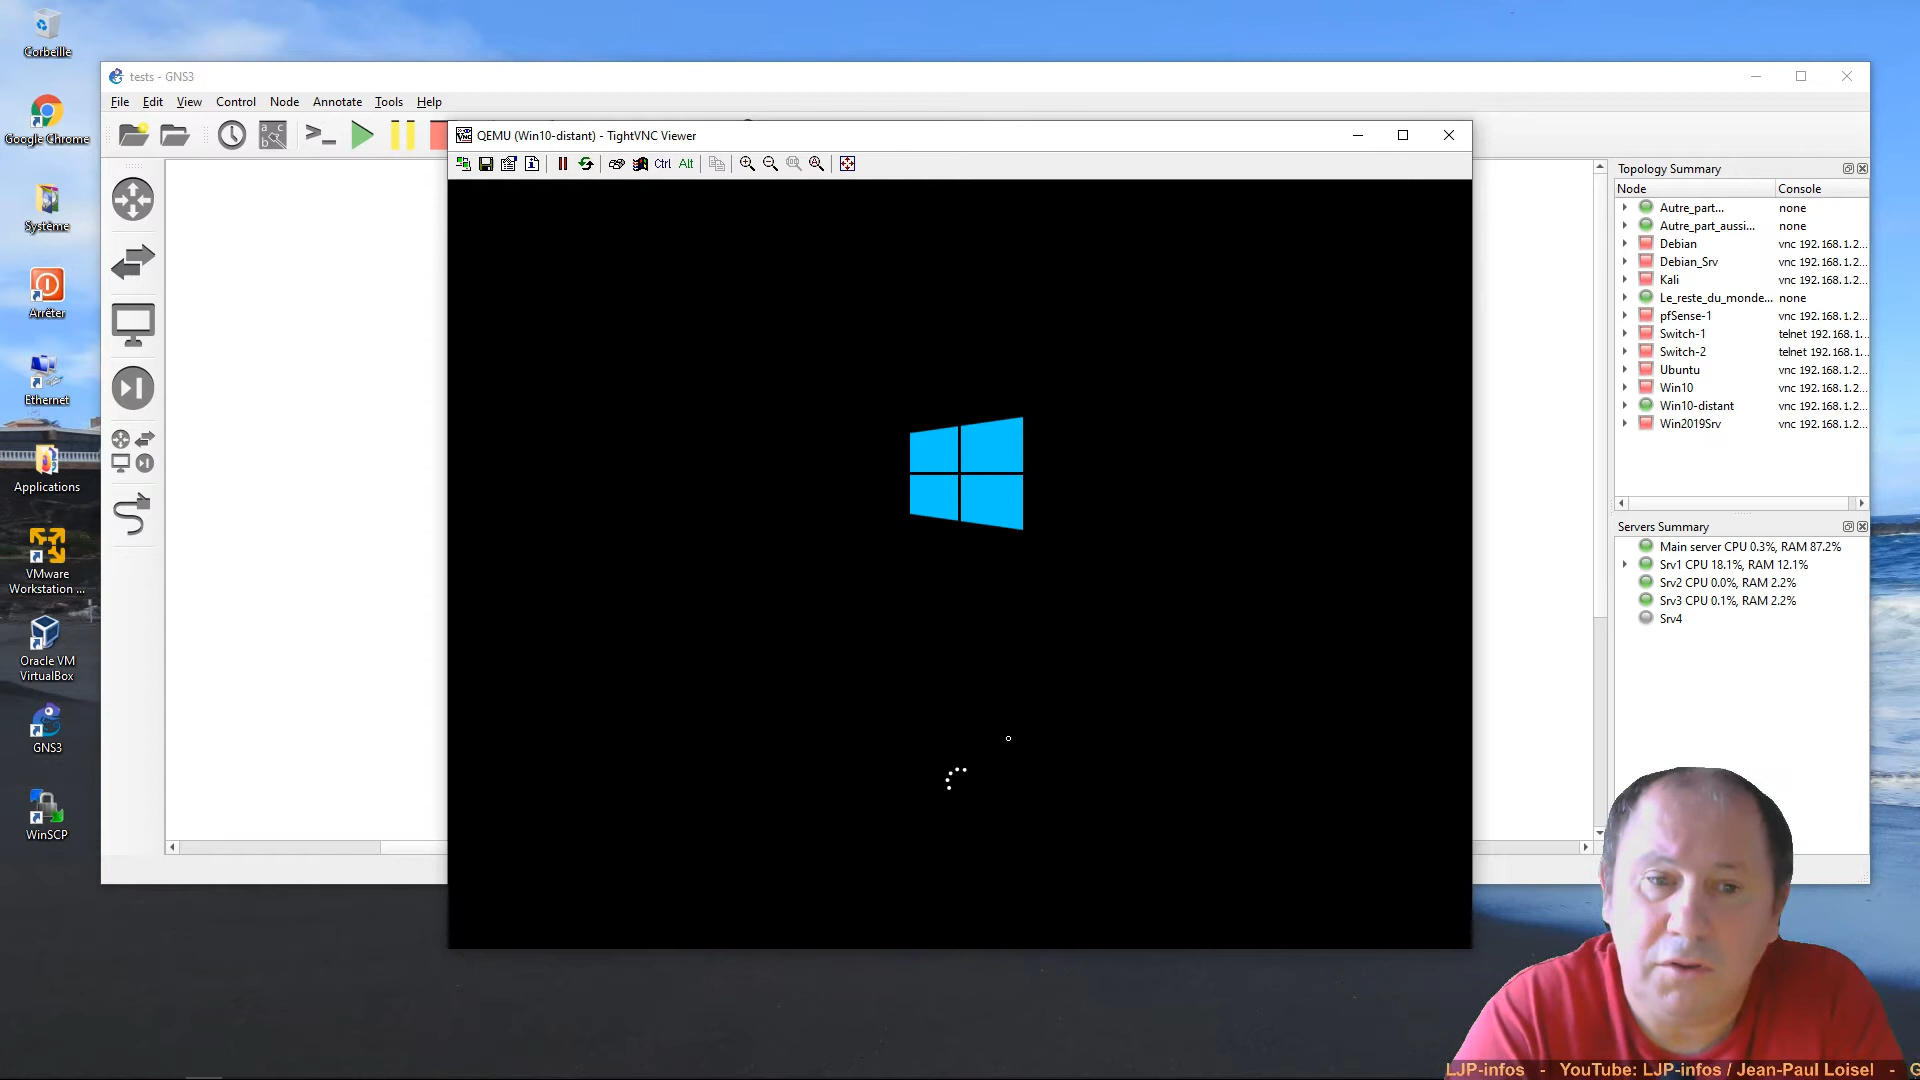 Corbeille
Google Chrome
Système
Arrêter
Ethernet
Applications
VMware
Workstation ...
Oracle VM
VirtualBox
GNS3
WinSCP
tests - GNS3
File Edit View Control Node Annotate Tools Help
QEMU (Win10-distant) - TightVNC Viewer
Ctrl Alt
Topology Summary
Node Console
Autre_part... none
Autre_part_aussi... none
Debian vnc 192.168.1.2...
Debian_Srv vnc 192.168.1.2...
Kali vnc 192.168.1.2...
Le_reste_du_monde... none
pfSense-1 vnc 192.168.1.2...
Switch-1 telnet 192.168.1...
Switch-2 telnet 192.168.1...
Ubuntu vnc 192.168.1.2...
Win10 vnc 192.168.1.2...
Win10-distant vnc 192.168.1.2...
Win2019Srv vnc 192.168.1.2...
Servers Summary
Main server CPU 0.3%, RAM 87.2%
Srv1 CPU 18.1%, RAM 12.1%
Srv2 CPU 0.0%, RAM 2.2%
Srv3 CPU 0.1%, RAM 2.2%
Srv4
LJP-infos - YouTube: LJP-infos / Jean-Paul Loisel - G